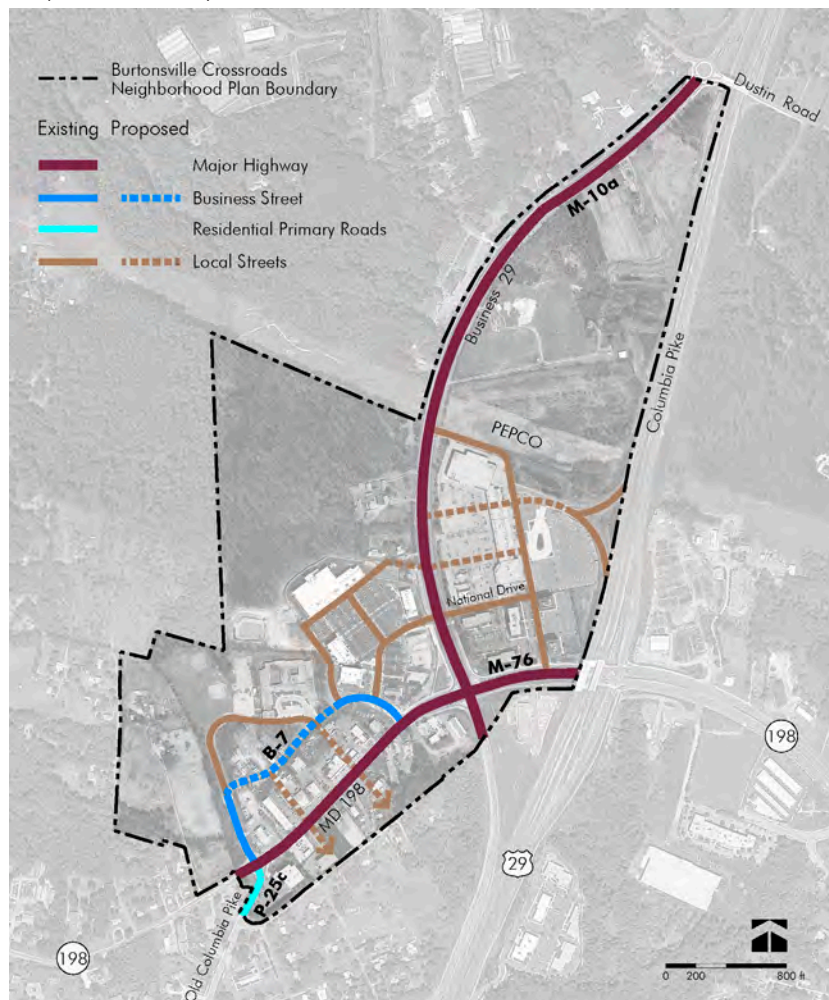 Burtonsville Crossroads
Neighborhood Plan Boundary
Existing Proposed
Major Highway
Business Street
Residential Primary Roads
Local Streets
Dustin Road
M-10a
Business 29
Columbia Pike
PEPCO
National Drive
M-76
198
B-7
MD 198
29
P-25c
Old Columbia Pike
198
0 200 800 ft